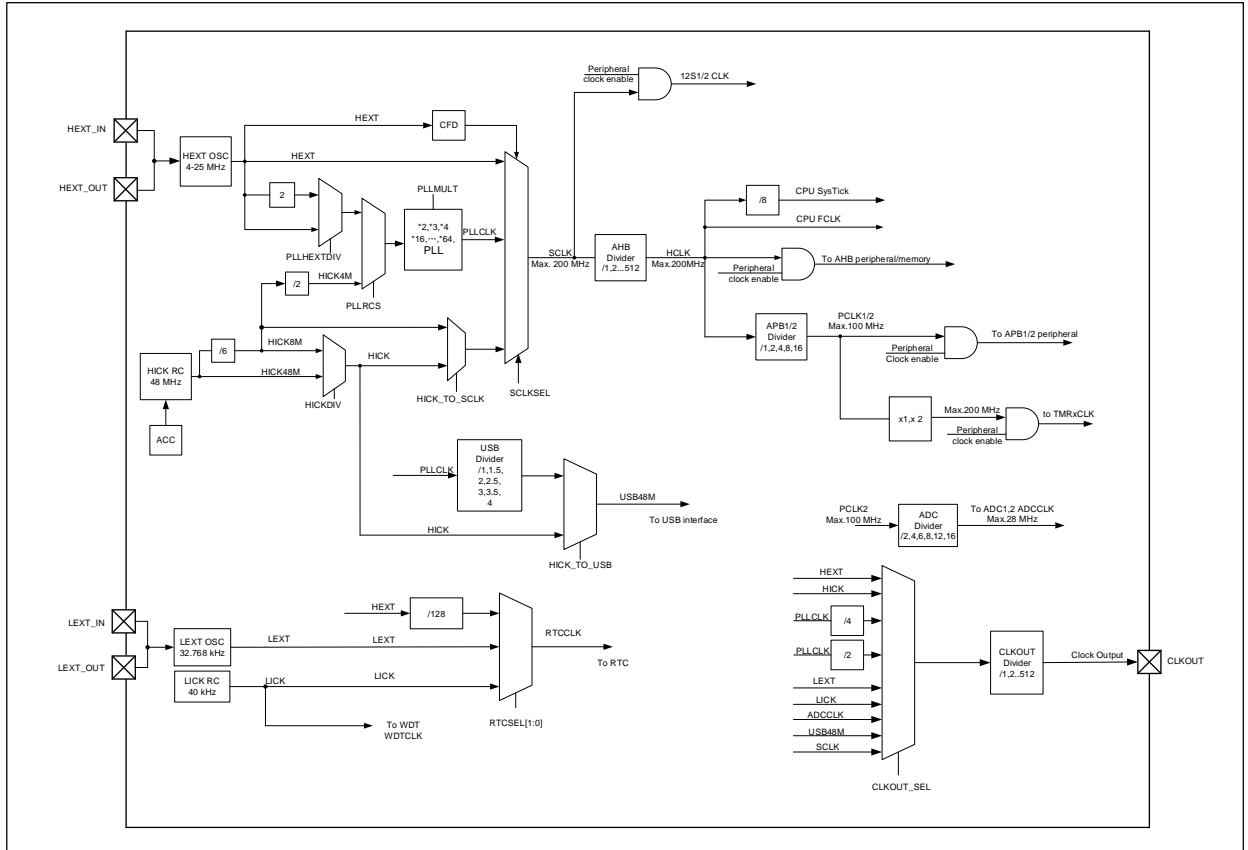 Peripheral
clock enable
12S1/2 CLK
HEXT_IN
HEXT_OUT
HEXT OSC
4-25 MHz
HEXT
CFD
HEXT
2
PLLHEXTDIV
PLLMULT
*2,*3,*4
*16,···,*64,
PLL
PLLCLK
/2
HICK4M
PLLRCS
SCLK
Max. 200 MHz
AHB
Divider
/1,2...512
HCLK
Max.200MHz
/8
CPU SysTick
CPU FCLK
To AHB peripheral/memory
Peripheral
clock enable
APB1/2
Divider
/1,2,4,8,16
PCLK1/2
Max.100 MHz
To APB1/2 peripheral
Peripheral
Clock enable
x1,x 2
Max.200 MHz
to TMRxCLK
Peripheral
clock enable
HICK RC
48 MHz
ACC
/6
HICK8M
HICK48M
HICKDIV
HICK
HICK_TO_SCLK
SCLKSEL
PLLCLK
USB
Divider
/1,1.5,
2,2.5,
3,3.5,
4
HICK
HICK_TO_USB
USB48M
To USB interface
PCLK2
Max.100 MHz
ADC
Divider
/2,4,6,8,12,16
To ADC1,2 ADCCLK
Max.28 MHz
LEXT_IN
LEXT_OUT
LEXT OSC
32.768 kHz
LEXT
LICK RC
40 kHz
LICK
To WDT
WDTCLK
HEXT
/128
LEXT
LICK
RTCSEL[1:0]
RTCCLK
To RTC
HEXT
HICK
PLLCLK
/4
PLLCLK
/2
LEXT
LICK
ADCCLK
USB48M
SCLK
CLKOUT_SEL
CLKOUT
Divider
/1,2..512
Clock Output
CLKOUT